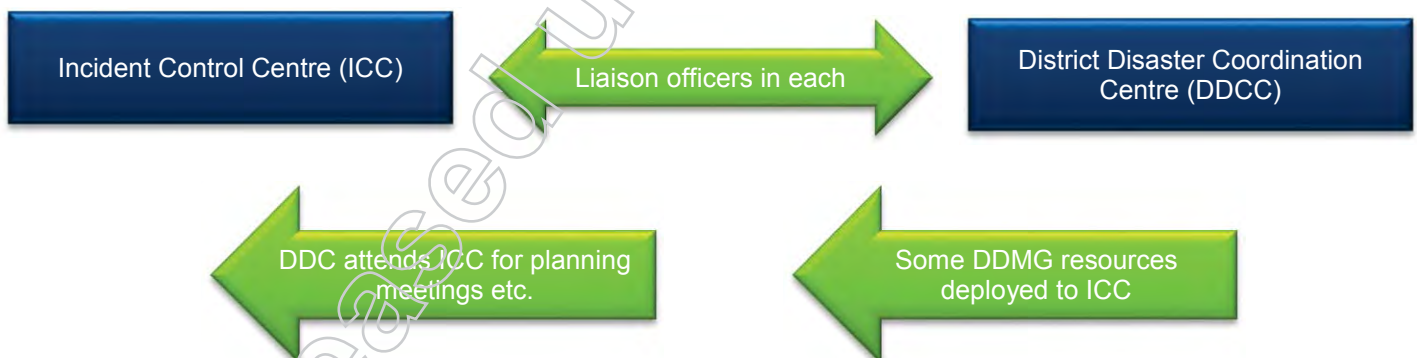 Incident Control Centre (ICC)
Liaison officers in each
District Disaster Coordination
Centre (DDCC)
DDC attends ICC for planning
meetings etc.
Some DDMG resources
deployed to ICC